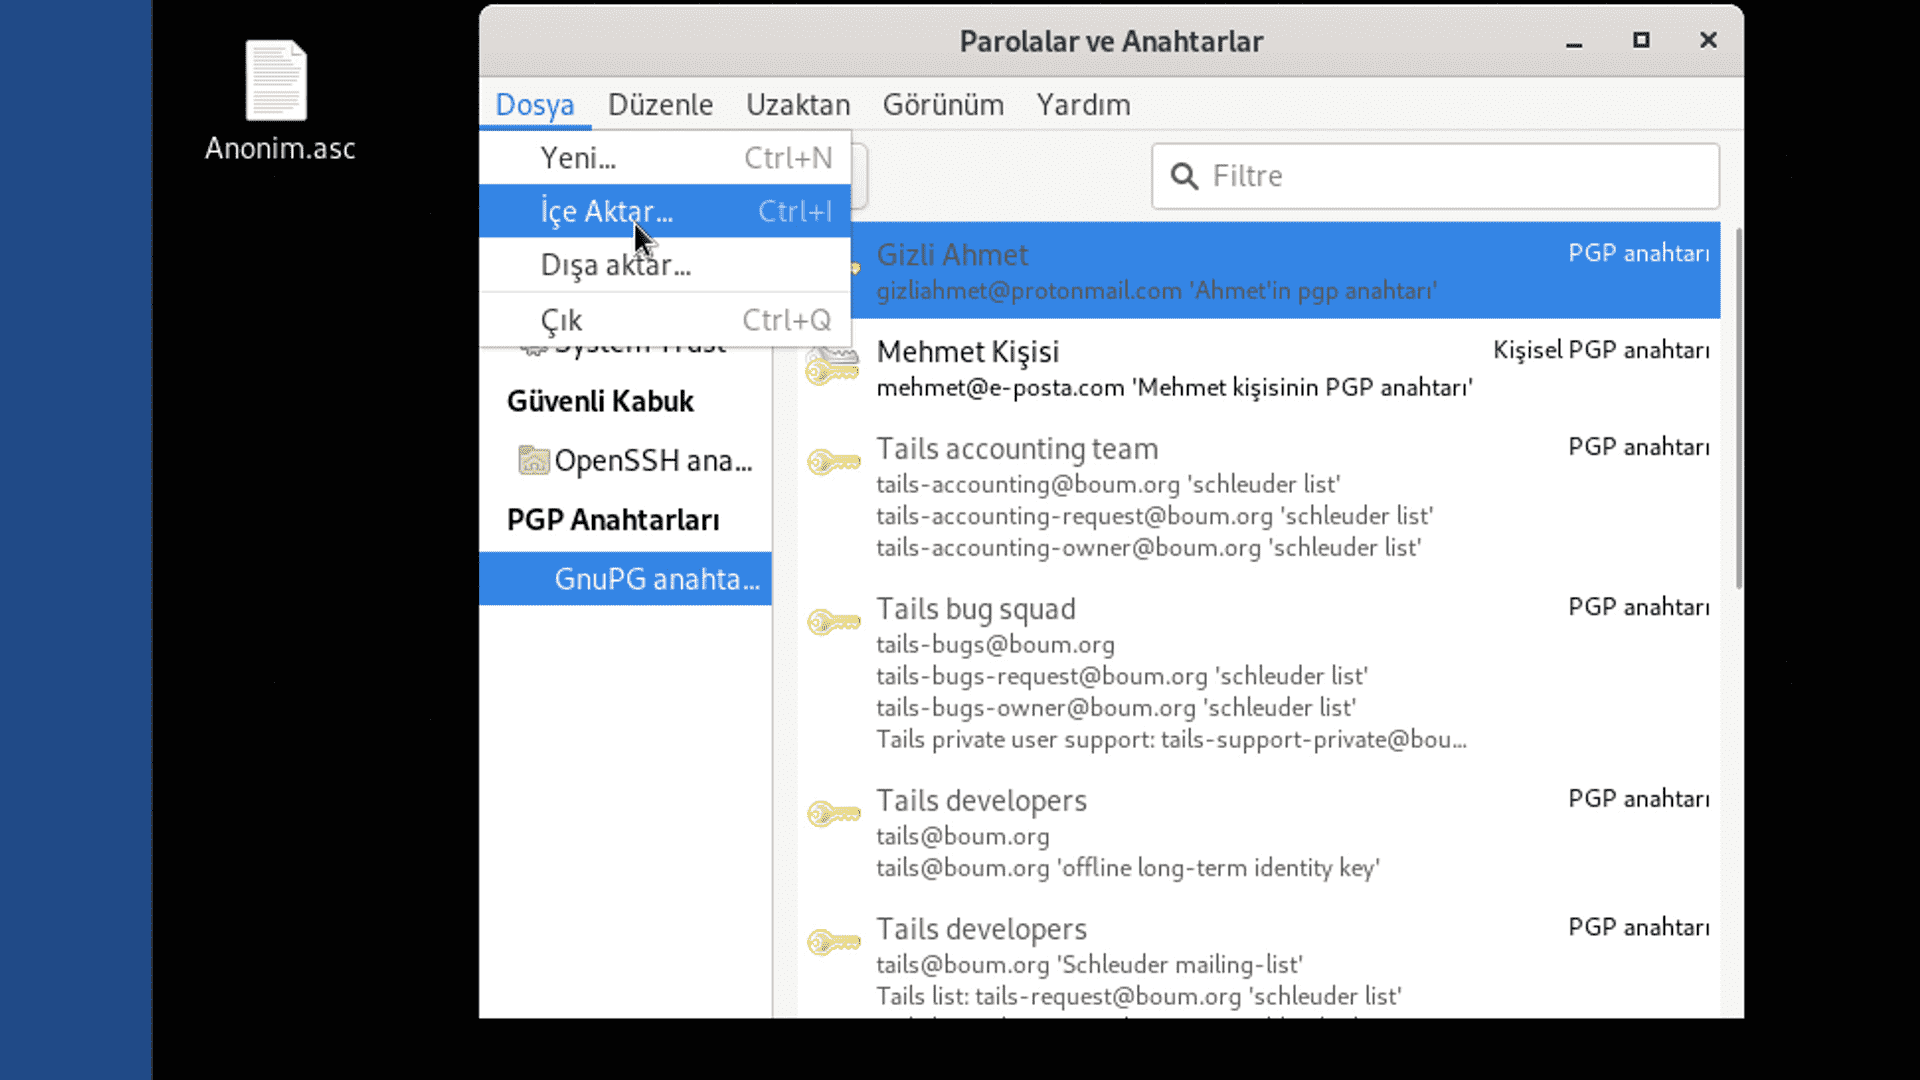 Anonim.asc
Parolalar ve Anahtarlar
Dosya Düzenle Uzaktan Görünüm Yardım
Yeni... Ctrl+N
İçe Aktar... Ctrl+I
Dışa aktar...
Çık Ctrl+Q
Filtre
System Trust
Güvenli Kabuk
OpenSSH ana...
PGP Anahtarları
GnuPG anahta...
Gizli Ahmet PGP anahtarı
gizliahmet@protonmail.com 'Ahmet'in pgp anahtarı'
Mehmet Kişisi Kişisel PGP anahtarı
mehmet@e-posta.com 'Mehmet kişisinin PGP anahtarı'
Tails accounting team PGP anahtarı
tails-accounting@boum.org 'schleuder list'
tails-accounting-request@boum.org 'schleuder list'
tails-accounting-owner@boum.org 'schleuder list'
Tails bug squad PGP anahtarı
tails-bugs@boum.org
tails-bugs-request@boum.org 'schleuder list'
tails-bugs-owner@boum.org 'schleuder list'
Tails private user support: tails-support-private@bou...
Tails developers PGP anahtarı
tails@boum.org
tails@boum.org 'offline long-term identity key'
Tails developers PGP anahtarı
tails@boum.org 'Schleuder mailing-list'
Tails list: tails-request@boum.org 'schleuder list'